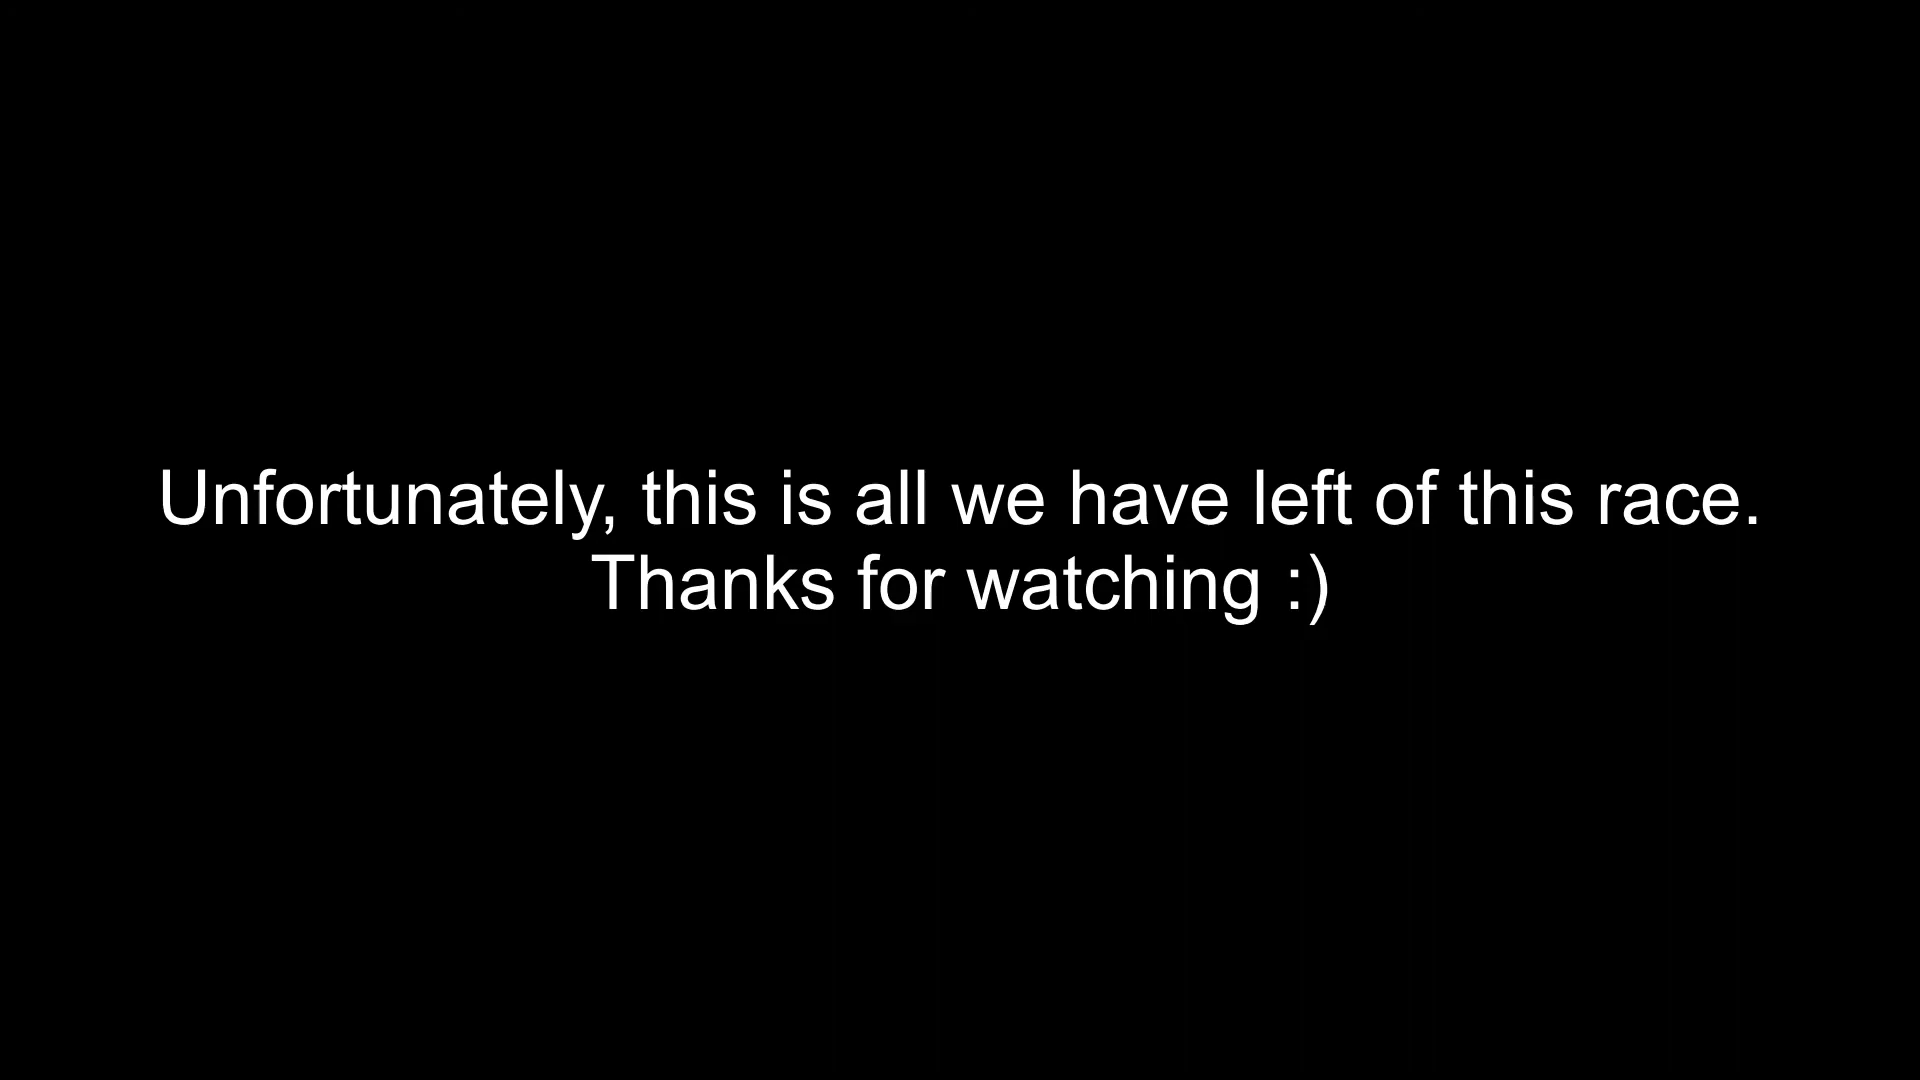 Unfortunately, this is all we have left of this race.
Thanks for watching :)